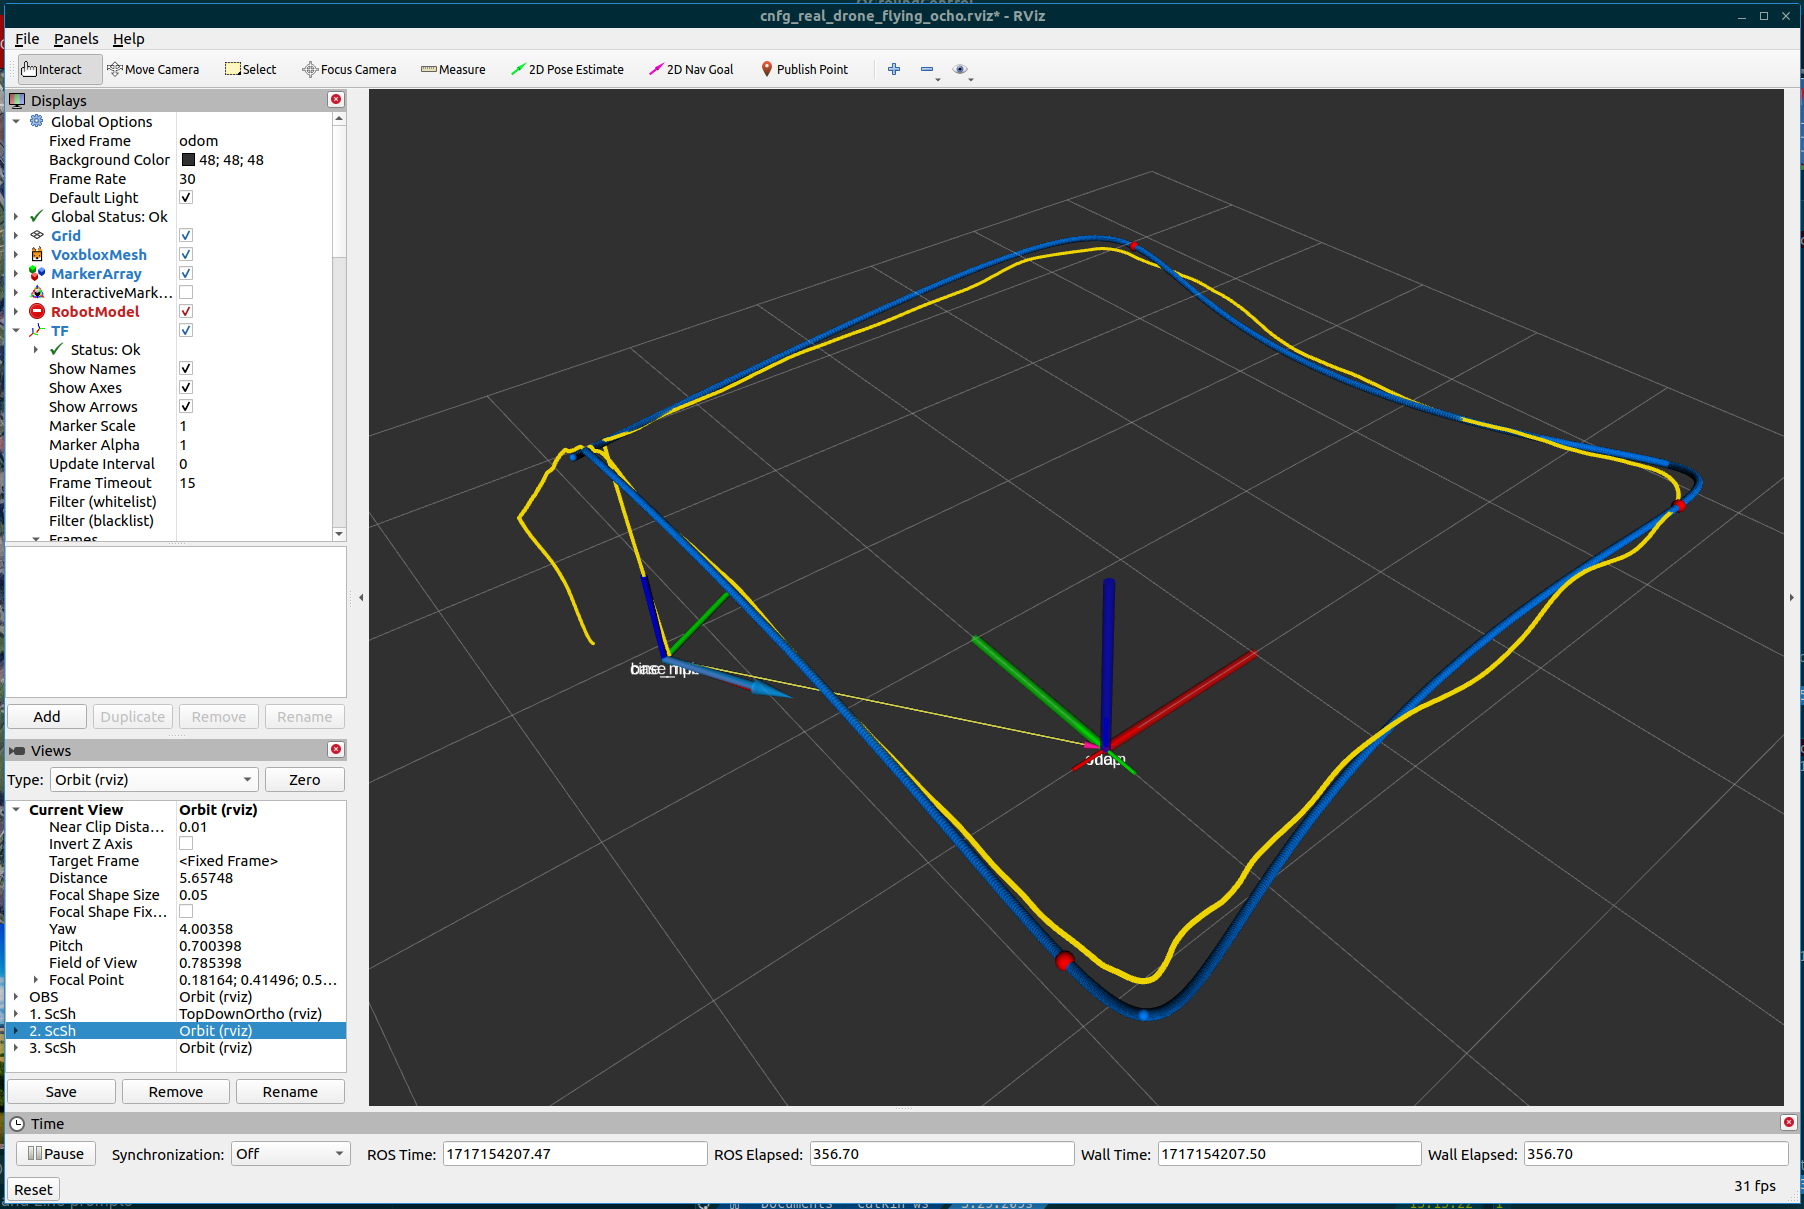 cnfg_real_drone_flying_ocho.rviz* - RViz
File Panels Help
Interact Move Camera Select Focus Camera Measure 2D Pose Estimate 2D Nav Goal Publish Point
Displays
Global Options
Fixed Frame odom
Background Color 48; 48; 48
Frame Rate 30
Default Light
Global Status: Ok
Grid
VoxbloxMesh
MarkerArray
InteractiveMark...
RobotModel
TF
Status: Ok
Show Names
Show Axes
Show Arrows
Marker Scale 1
Marker Alpha 1
Update Interval 0
Frame Timeout 15
Filter (whitelist)
Filter (blacklist)
Frames
Add Duplicate Remove Rename
Views
Type: Orbit (rviz) Zero
Current View Orbit (rviz)
Near Clip Dista... 0.01
Invert Z Axis
Target Frame <Fixed Frame>
Distance 5.65748
Focal Shape Size 0.05
Focal Shape Fix...
Yaw 4.00358
Pitch 0.700398
Field of View 0.785398
Focal Point 0.18164; 0.41496; 0.5...
OBS Orbit (rviz)
1. ScSh TopDownOrtho (rviz)
2. ScSh Orbit (rviz)
3. ScSh Orbit (rviz)
Save Remove Rename
Time
Pause Synchronization: Off ROS Time: 1717154207.47 ROS Elapsed: 356.70 Wall Time: 1717154207.50 Wall Elapsed: 356.70
Reset 31 fps